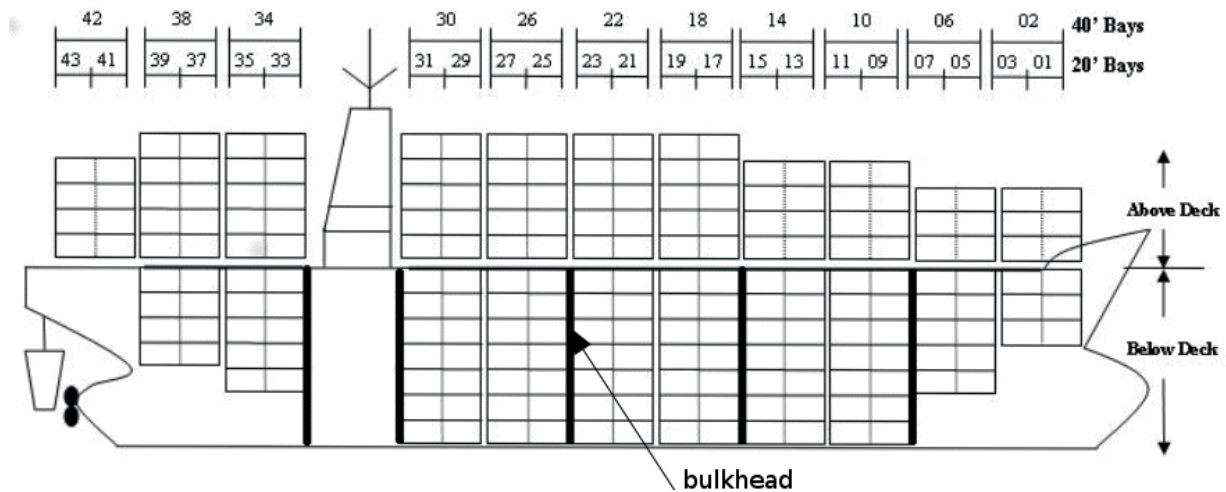 42 38 34 30 26 22 18 14 10 06 02 40' Bays
43 41 39 37 35 33 31 29 27 25 23 21 19 17 15 13 11 09 07 05 03 01 20' Bays
Above Deck
Below Deck
bulkhead